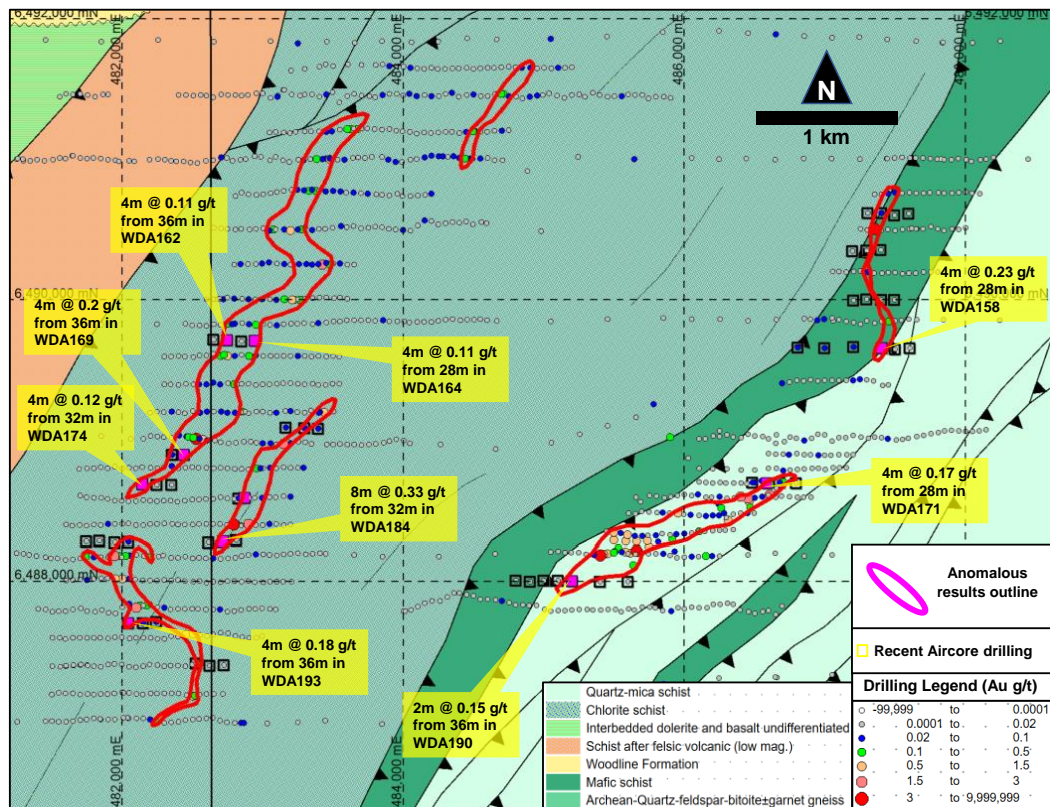 6,492,000 mN
6,492,000 mN
482,000 mE
484,000 mE
486,000 mE
N
1 km
4m @ 0.11 g/t
from 36m in
WDA162
4m @ 0.23 g/t
from 28m in
WDA158
6,490,000 mN
4m @ 0.2 g/t
from 36m in
WDA169
4m @ 0.11 g/t
from 28m in
WDA164
4m @ 0.12 g/t
from 32m in
WDA174
8m @ 0.33 g/t
from 32m in
WDA184
4m @ 0.17 g/t
from 28m in
WDA171
6,488,000 mN
4m @ 0.18 g/t
from 36m in
WDA193
2m @ 0.15 g/t
from 36m in
WDA190
482,000 mE
484,000 mE
Quartz-mica schist
Chlorite schist
Interbedded dolerite and basalt undifferentiated
Schist after felsic volcanic (low mag.)
Woodline Formation
Mafic schist
Archean-Quartz-feldspar-bitoite±garnet gneiss
Anomalous
results outline
Recent Aircore drilling
Drilling Legend (Au g/t)
-99,999 to 0.0001
0.0001 to 0.02
0.02 to 0.1
0.1 to 0.5
0.5 to 1.5
1.5 to 3
3 to 9,999,999